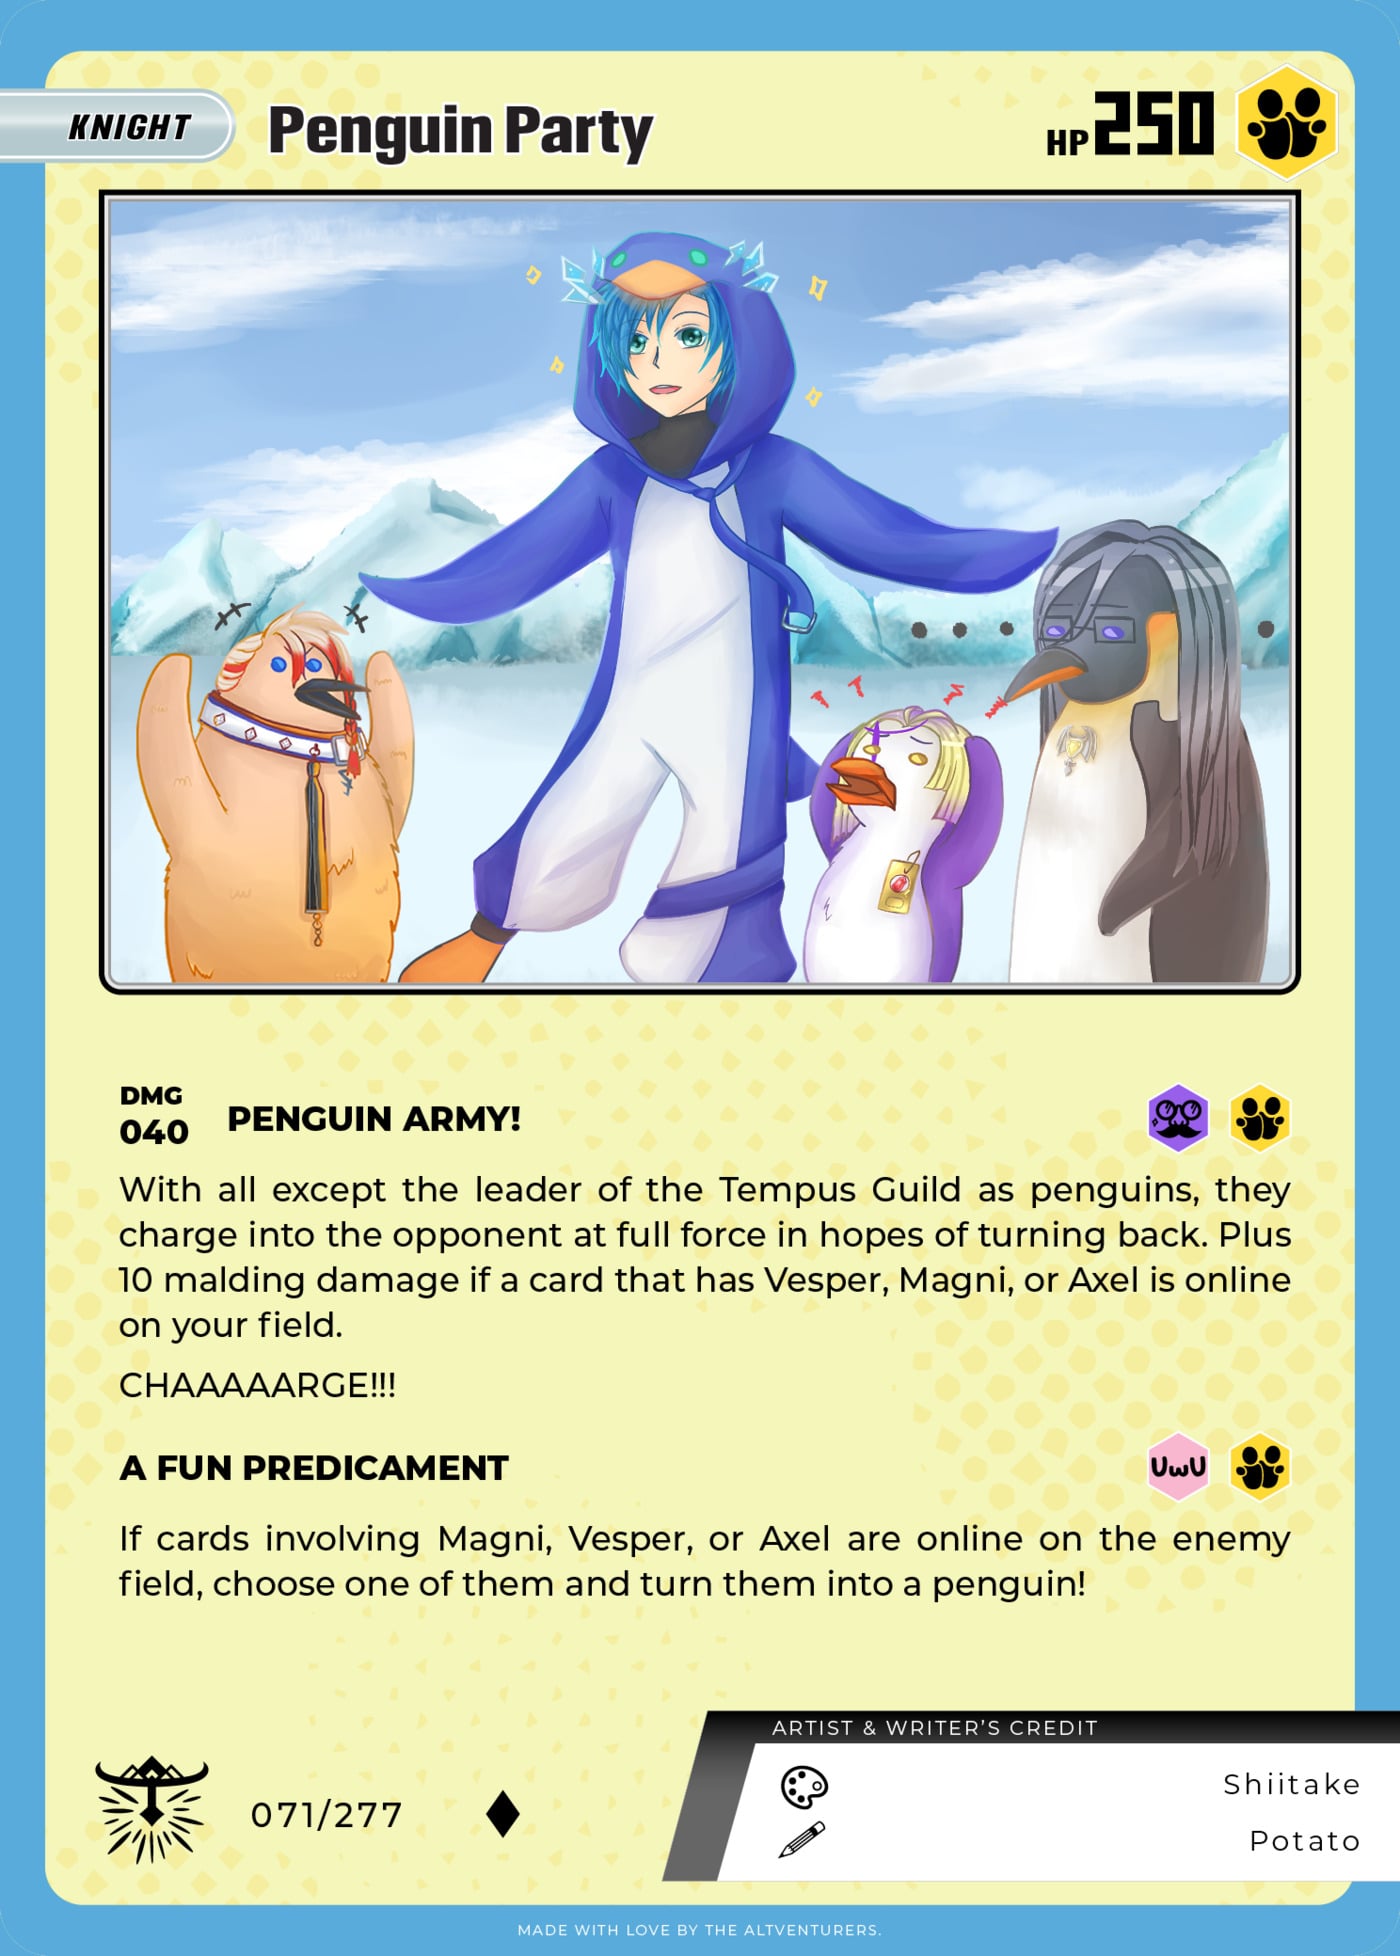 KNIGHT
Penguin Party
HP 250
DMG
040
PENGUIN ARMY!
With all except the leader of the Tempus Guild as penguins, they
charge into the opponent at full force in hopes of turning back. Plus
10 malding damage if a card that has Vesper, Magni, or Axel is online
on your field.
CHAAAAARGE!!!
A FUN PREDICAMENT
UwU
If cards involving Magni, Vesper, or Axel are online on the enemy
field, choose one of them and turn them into a penguin!
ARTIST & WRITER'S CREDIT
Shiitake
071/277
Potato
MADE WITH LOVE BY THE ALTVENTURERS.